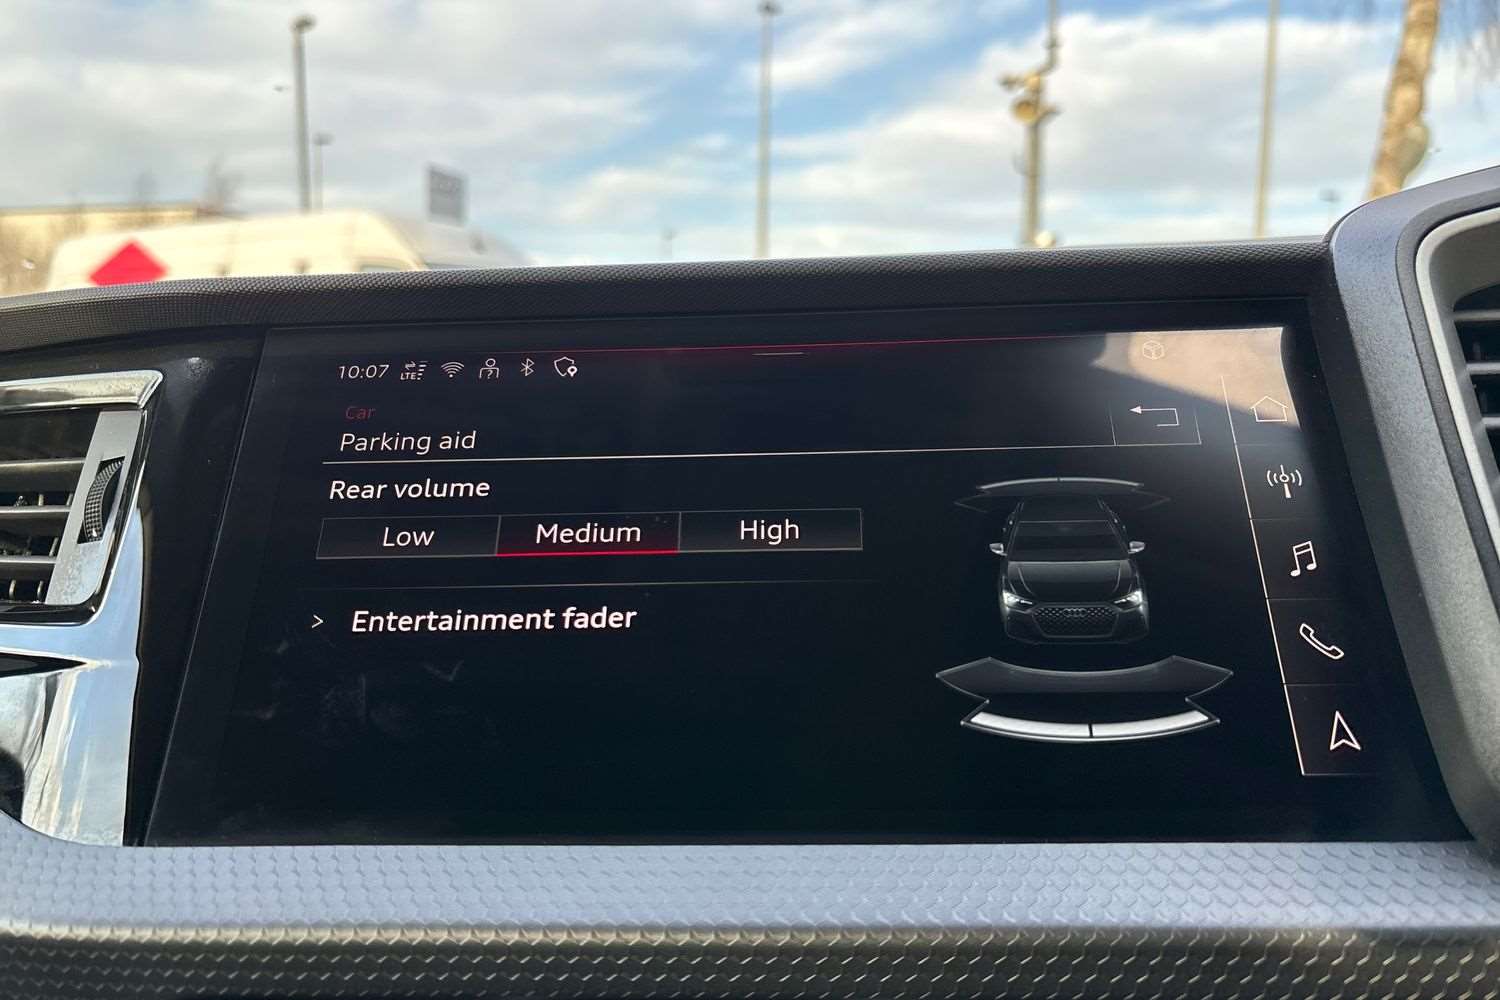 10:07 LTE
Car
Parking aid
Rear volume
Low Medium High
> Entertainment fader